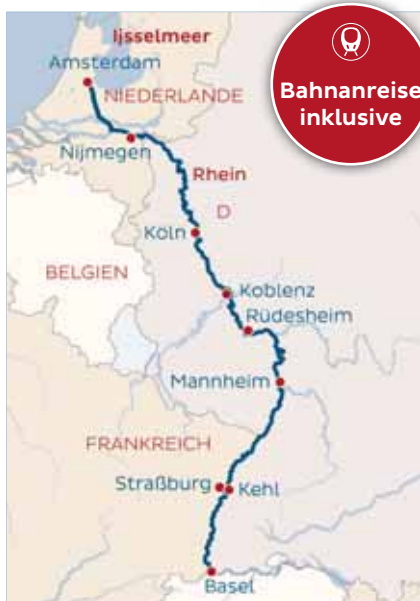 Ijsselmeer
Amsterdam
NIEDERLANDE
Bahnanreise
inklusive
Nijmegen
Rhein
D
Köln
BELGIEN
Koblenz
Rüdesheim
Mannheim
FRANKREICH
Straßburg
Kehl
Basel